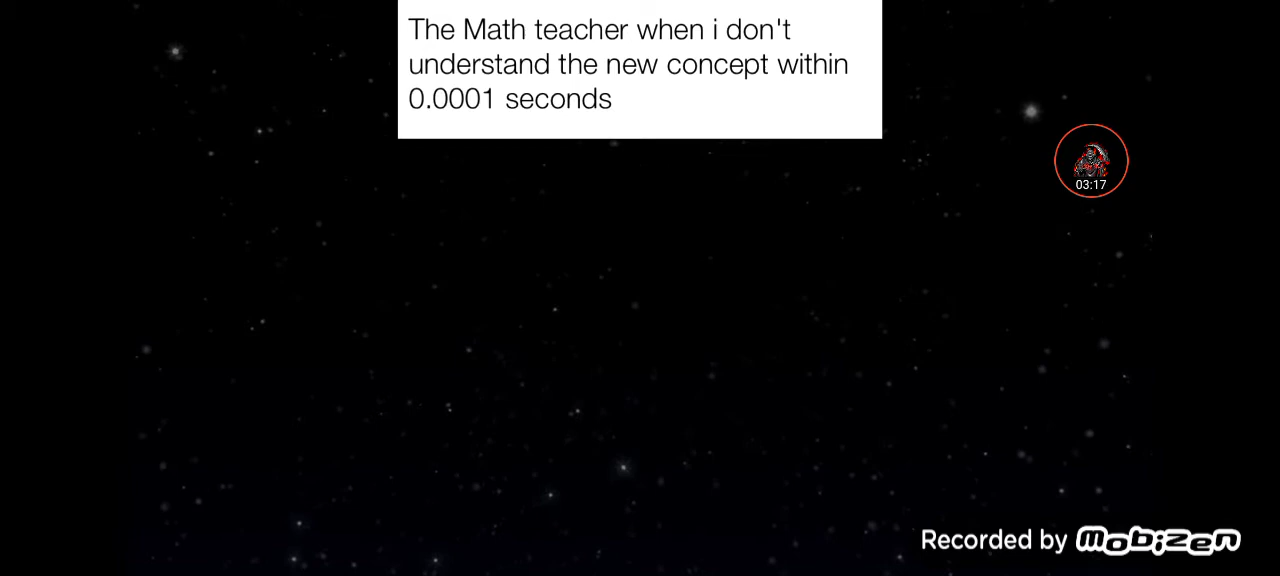 The Math teacher when i don't
understand the new concept within
0.0001 seconds
03:17
Recorded by mobizen